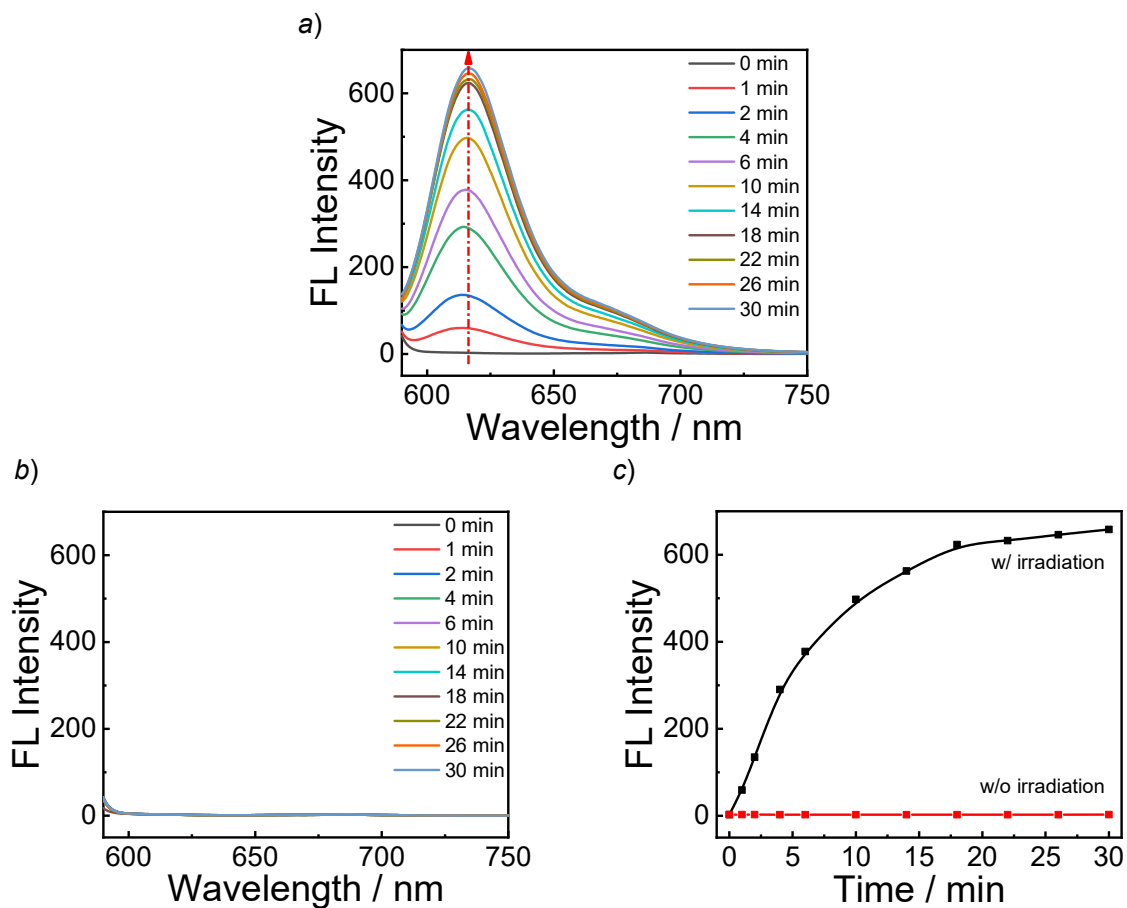 a)
FL Intensity
600
400
200
0
600
650
700
750
Wavelength / nm
0 min
1 min
2 min
4 min
6 min
10 min
14 min
18 min
22 min
26 min
30 min
b)
FL Intensity
600
400
200
0
600
650
700
750
Wavelength / nm
0 min
1 min
2 min
4 min
6 min
10 min
14 min
18 min
22 min
26 min
30 min
c)
FL Intensity
600
400
200
0
0
5
10
15
20
25
30
Time / min
w/ irradiation
w/o irradiation